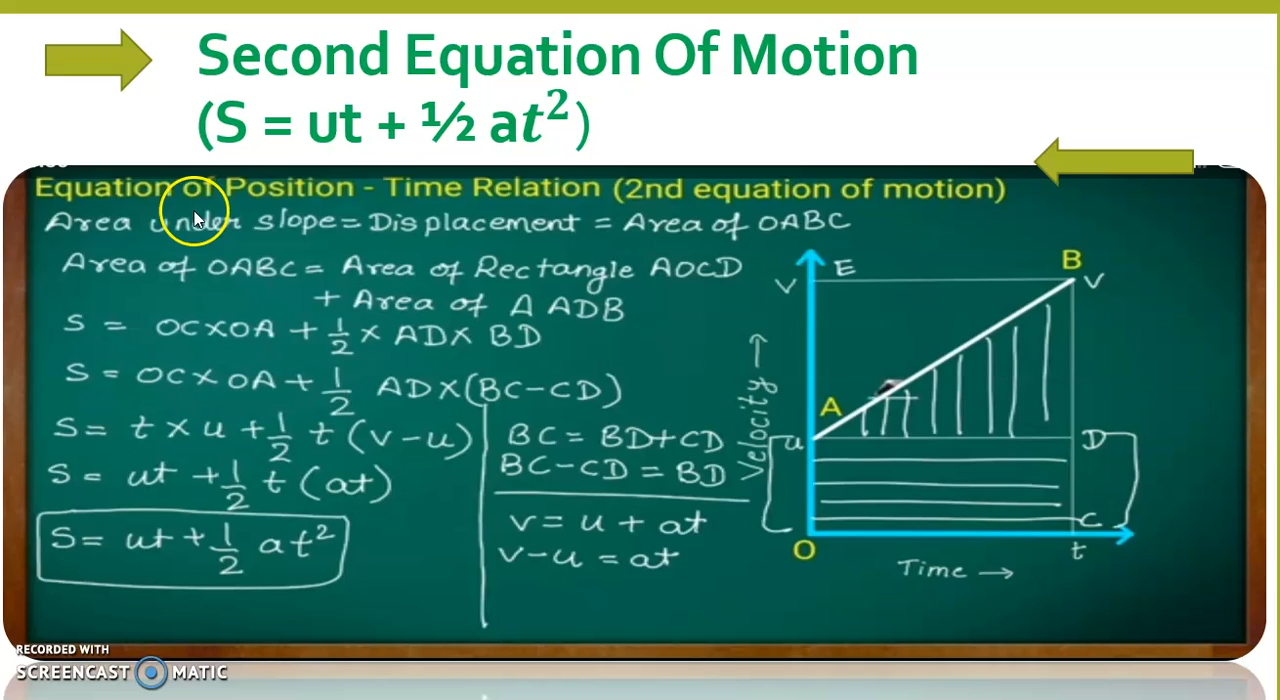 Second Equation Of Motion
(S = ut + ½ at²)
Equation of Position - Time Relation (2nd equation of motion)
Area under slope = Displacement = Area of OABC
Area of OABC = Area of Rectangle AOCD
+ Area of Δ ADB
S = OC×OA + 1/2 × AD× BD
S = OC× OA + 1/2 AD×(BC-CD)
S = t × u + 1/2 t (v-u)
S = ut + 1/2 t (at)
S = ut + 1/2 at²
BC = BD+CD
BC-CD = BD
v = u + at
v-u = at
V
E
B
V
Velocity →
A
u
D
C
O
t
Time →
RECORDED WITH
SCREENCAST MATIC